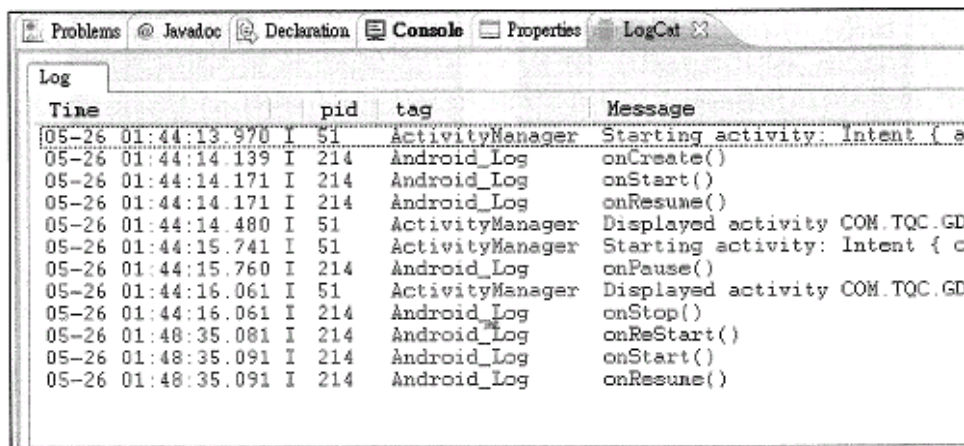 Problems @ Javadoc Declaration Console Properties LogCat
Log
Time pid tag Message
05-26 01:44:13.970 I 51 ActivityManager Starting activity: Intent { a
05-26 01:44:14.139 I 214 Android_Log onCreate()
05-26 01:44:14.171 I 214 Android_Log onStart()
05-26 01:44:14.171 I 214 Android_Log onResume()
05-26 01:44:14.480 I 51 ActivityManager Displayed activity COM.TQC.GD
05-26 01:44:15.741 I 51 ActivityManager Starting activity: Intent { c
05-26 01:44:15.760 I 214 Android_Log onPause()
05-26 01:44:16.061 I 51 ActivityManager Displayed activity COM.TQC.GD
05-26 01:44:16.061 I 214 Android_Log onStop()
05-26 01:48:35.081 I 214 Android_Log onReStart()
05-26 01:48:35.091 I 214 Android_Log onStart()
05-26 01:48:35.091 I 214 Android_Log onResume()